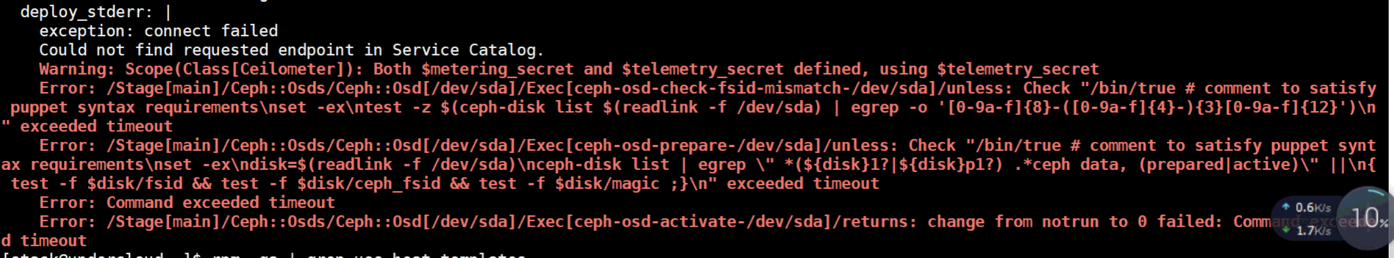 deploy_stderr: |
exception: connect failed
Could not find requested endpoint in Service Catalog.
Warning: Scope(Class[Ceilometer]): Both $metering_secret and $telemetry_secret defined, using $telemetry_secret
Error: /Stage[main]/Ceph::Osds/Ceph::Osd[/dev/sda]/Exec[ceph-osd-check-fsid-mismatch-/dev/sda]/unless: Check "/bin/true # comment to satisfy
puppet syntax requirements\nset -ex\ntest -z $(ceph-disk list $(readlink -f /dev/sda) | egrep -o '[0-9a-f]{8}-([0-9a-f]{4}-){3}[0-9a-f]{12}')\n
" exceeded timeout
Error: /Stage[main]/Ceph::Osds/Ceph::Osd[/dev/sda]/Exec[ceph-osd-prepare-/dev/sda]/unless: Check "/bin/true # comment to satisfy puppet synt
ax requirements\nset -ex\ndisk=$(readlink -f /dev/sda)\nceph-disk list | egrep \" *(${disk}1?|${disk}p1?) .*ceph data, (prepared|active)\" ||\n{
test -f $disk/fsid && test -f $disk/ceph_fsid && test -f $disk/magic ;}\n" exceeded timeout
Error: Command exceeded timeout
Error: /Stage[main]/Ceph::Osds/Ceph::Osd[/dev/sda]/Exec[ceph-osd-activate-/dev/sda]/returns: change from notrun to 0 failed: Command exceede
d timeout
0.6K/s
1.7K/s
10%